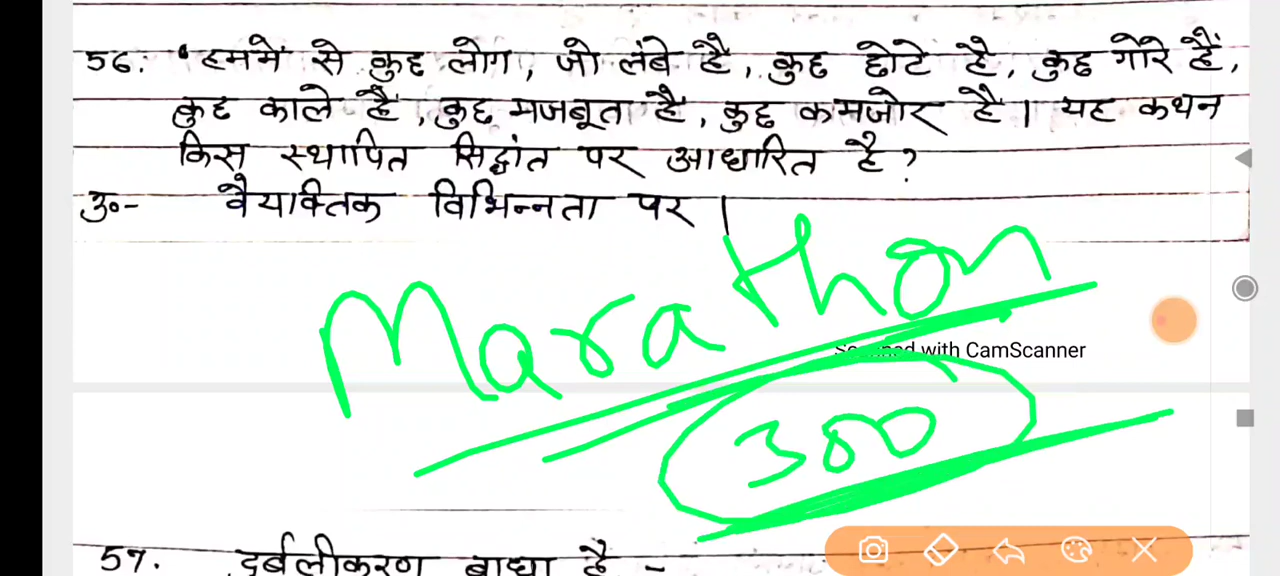 56. "हममें से कुछ लोग, जो लंबे है, कुछ छोटे है, कुछ गोरे हैं,
कुछ काले हैं, कुछ मजबूता है, कुछ कमजोर है। यह कथन
किस स्थापित सिद्धांत पर आधारित है?
उ०- वैयक्तिक विभिन्नता पर।
Marathon
Scanned with CamScanner
300
57. दुर्बलीकरण बाधा है -